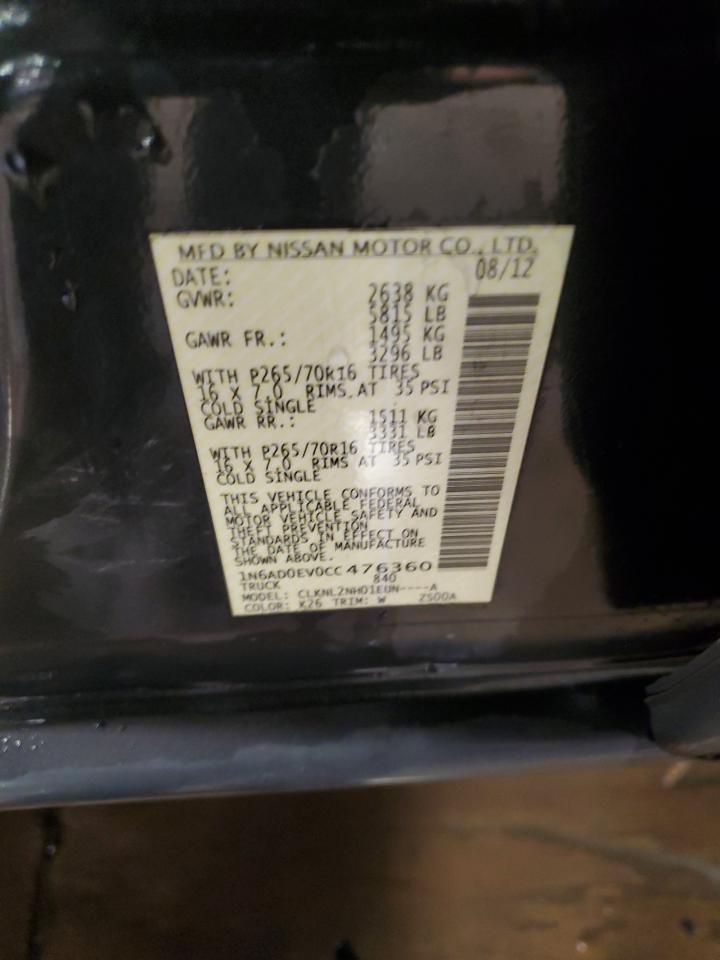 MFD BY NISSAN MOTOR CO., LTD.
DATE: 08/12
GVWR: 2638 KG
5815 LB
GAWR FR.: 1495 KG
3296 LB
WITH P265/70R16 TIRES
16 X 7.0 RIMS AT 35 PSI
COLD SINGLE
GAWR RR.: 1511 KG
3331 LB
WITH P265/70R16 TIRES
16 X 7.0 RIMS AT 35 PSI
COLD SINGLE
THIS VEHICLE CONFORMS TO
ALL APPLICABLE FEDERAL
MOTOR VEHICLE SAFETY AND
THEFT PREVENTION
STANDARDS IN EFFECT ON
THE DATE OF MANUFACTURE
SHOWN ABOVE.
1N6AD0EV0CC476360
TRUCK 840
MODEL: CLKNL2NH01EUN----A
COLOR: K26 TRIM: W ZS00A